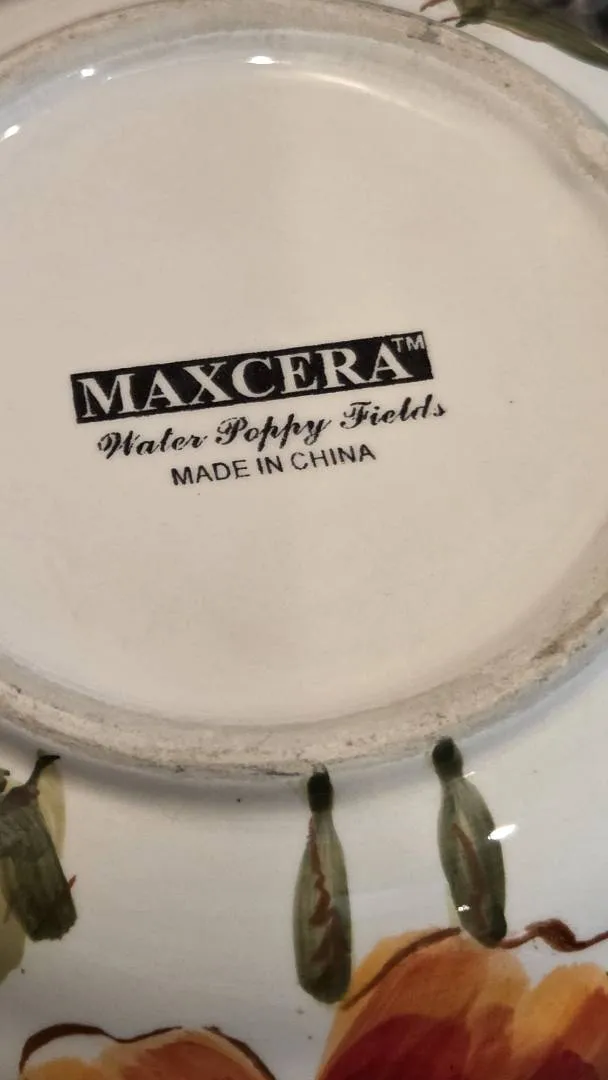 MAXCERA™
Water Poppy Fields
MADE IN CHINA